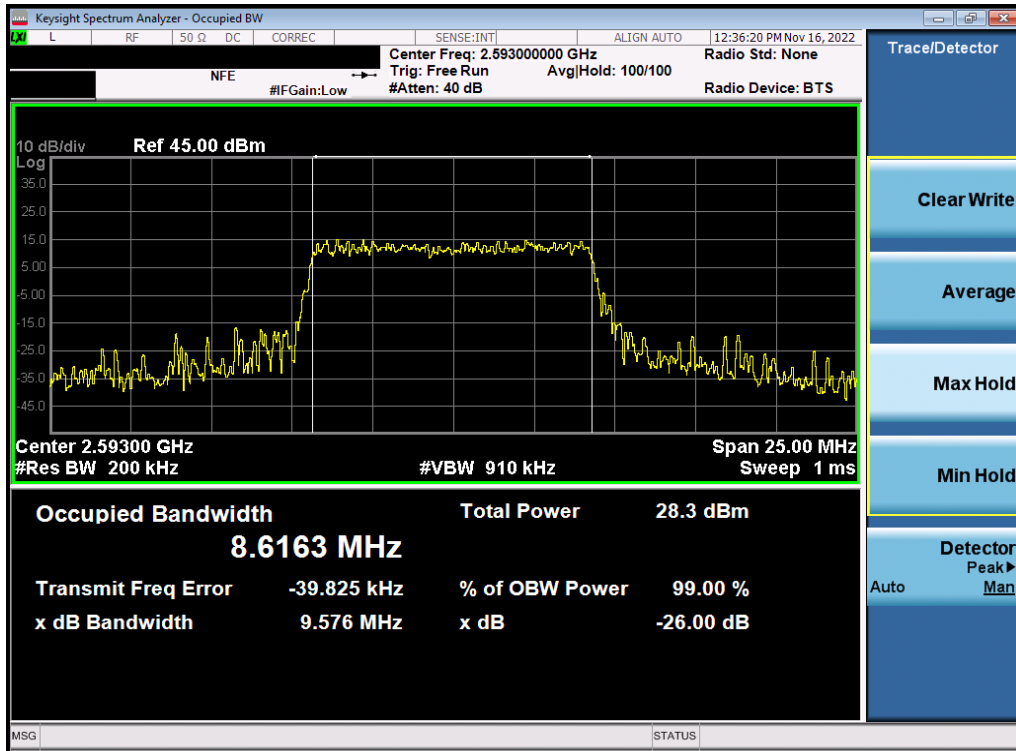 Keysight Spectrum Analyzer - Occupied BW
LXI L RF 50 Ω DC CORREC SENSE:INT ALIGN AUTO 12:36:20 PM Nov 16, 2022
Center Freq: 2.593000000 GHz Radio Std: None
NFE Trig: Free Run Avg|Hold: 100/100
#IFGain:Low #Atten: 40 dB Radio Device: BTS
10 dB/div Ref 45.00 dBm
Log
35.0
25.0
15.0
5.00
-5.00
-15.0
-25.0
-35.0
-45.0
Center 2.59300 GHz Span 25.00 MHz
#Res BW 200 kHz #VBW 910 kHz Sweep 1 ms
Occupied Bandwidth Total Power 28.3 dBm
8.6163 MHz
Transmit Freq Error -39.825 kHz % of OBW Power 99.00 %
x dB Bandwidth 9.576 MHz x dB -26.00 dB
Trace/Detector
Clear Write
Average
Max Hold
Min Hold
Detector
Peak▶
Auto Man
MSG STATUS